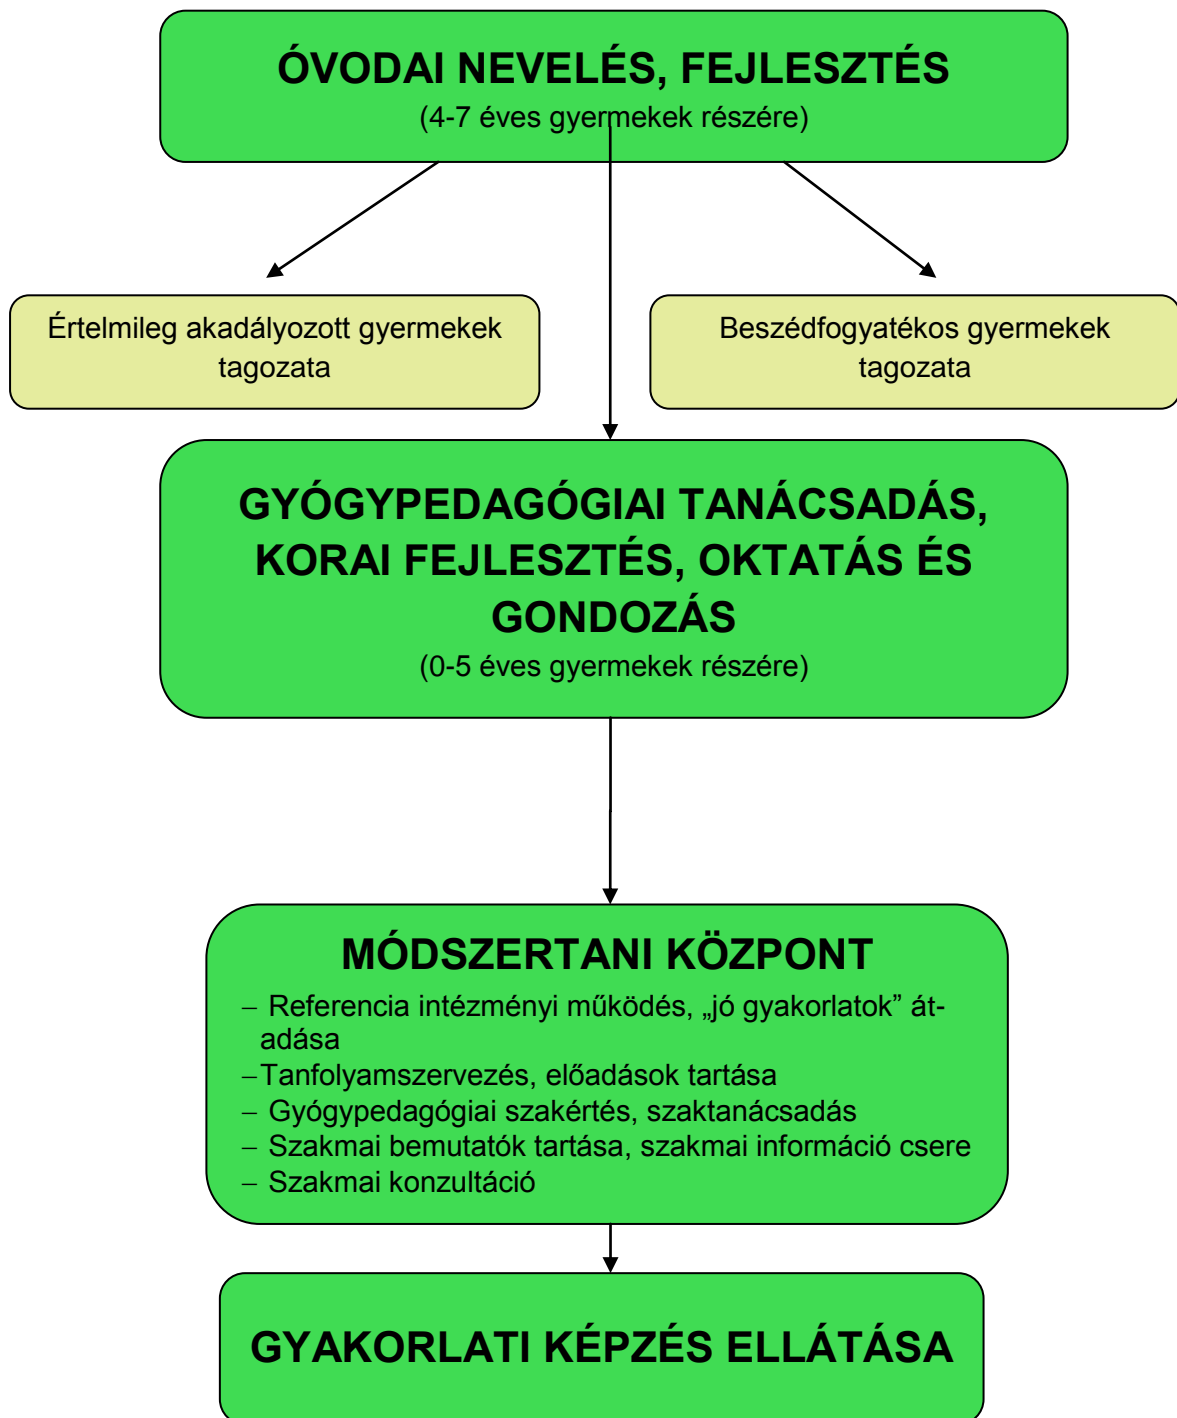 ÓVODAI NEVELÉS, FEJLESZTÉS
(4-7 éves gyermekek részére)
Értelmileg akadályozott gyermekek
tagozata
Beszédfogyatékos gyermekek
tagozata
GYÓGYPEDAGÓGIAI TANÁCSADÁS,
KORAI FEJLESZTÉS, OKTATÁS ÉS
GONDOZÁS
(0-5 éves gyermekek részére)
MÓDSZERTANI KÖZPONT
– Referencia intézményi működés, „jó gyakorlatok” át-
adása
–Tanfolyamszervezés, előadások tartása
– Gyógypedagógiai szakértés, szaktanácsadás
– Szakmai bemutatók tartása, szakmai információ csere
– Szakmai konzultáció
GYAKORLATI KÉPZÉS ELLÁTÁSA